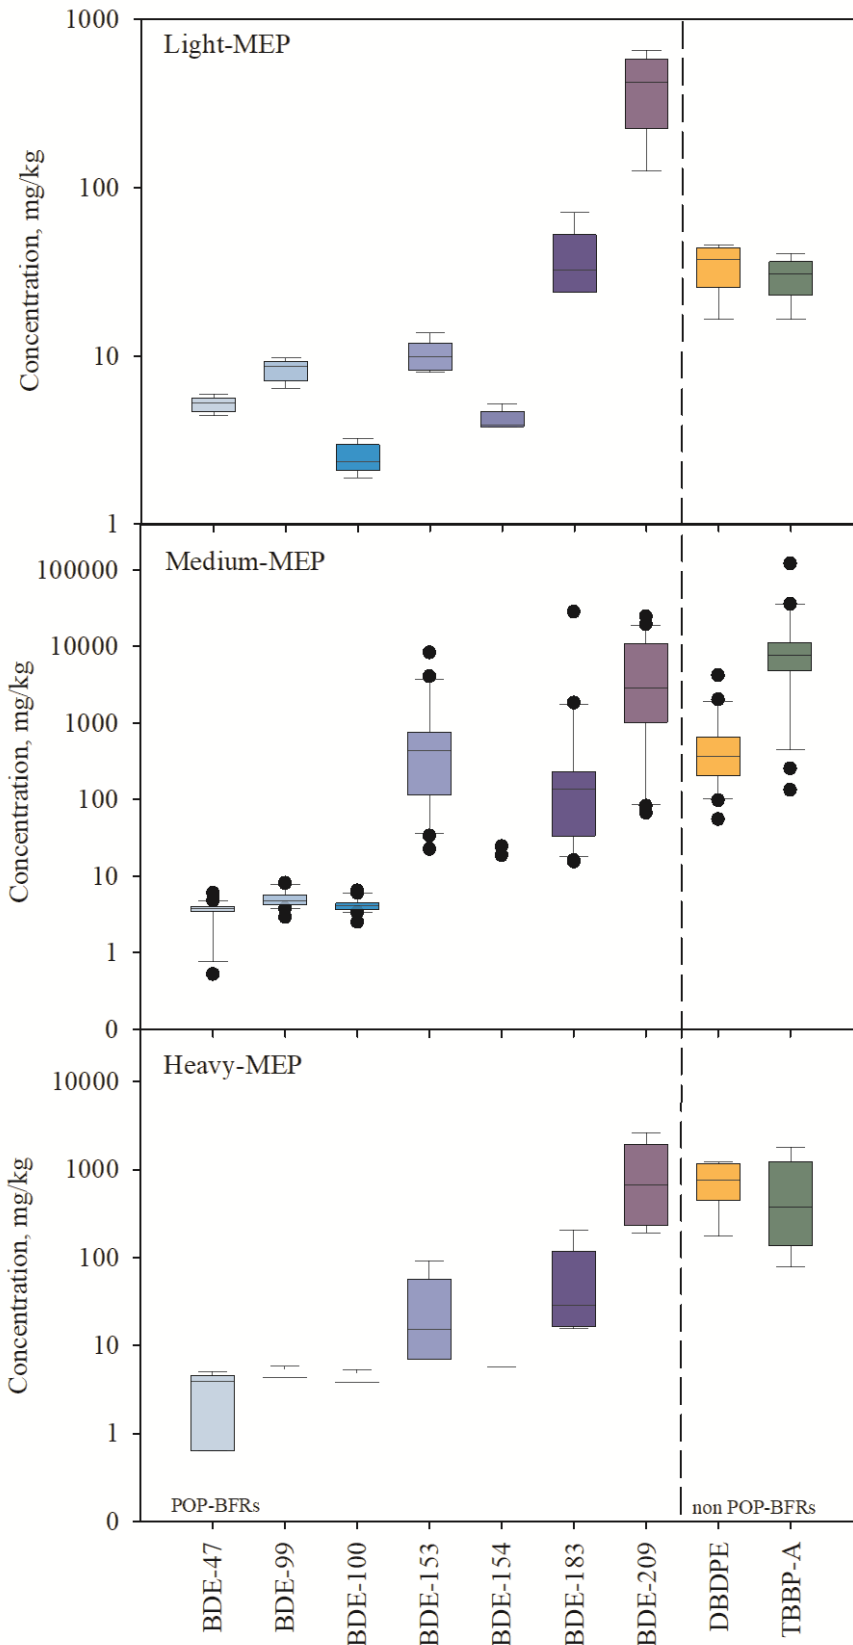 Light-MEP
Concentration, mg/kg
1000
100
10
1
Medium-MEP
Concentration, mg/kg
100000
10000
1000
100
10
1
0
Heavy-MEP
Concentration, mg/kg
10000
1000
100
10
1
0
POP-BFRs
non POP-BFRs
BDE-47
BDE-99
BDE-100
BDE-153
BDE-154
BDE-183
BDE-209
DBDPE
TBBP-A